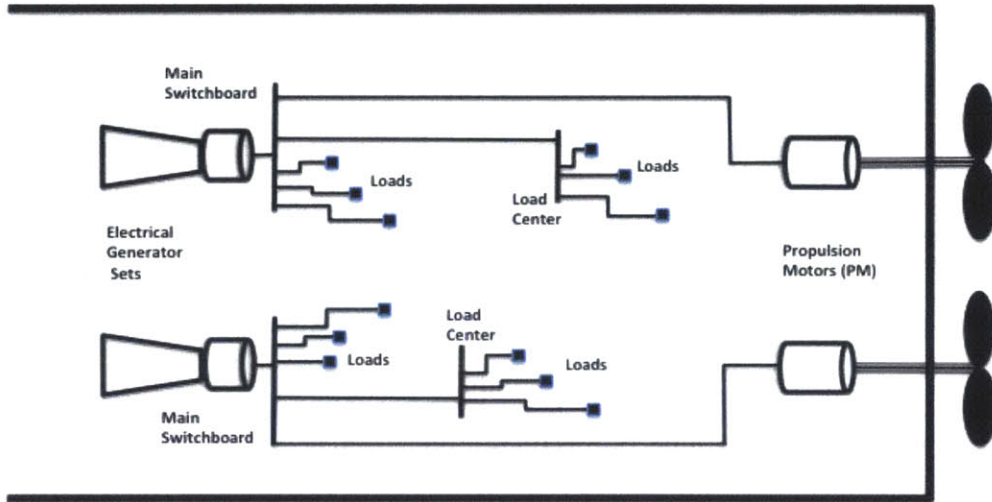 Main
Switchboard
Loads
Loads
Load
Center
Electrical
Generator
Sets
Propulsion
Motors (PM)
Load
Center
Loads
Loads
Main
Switchboard